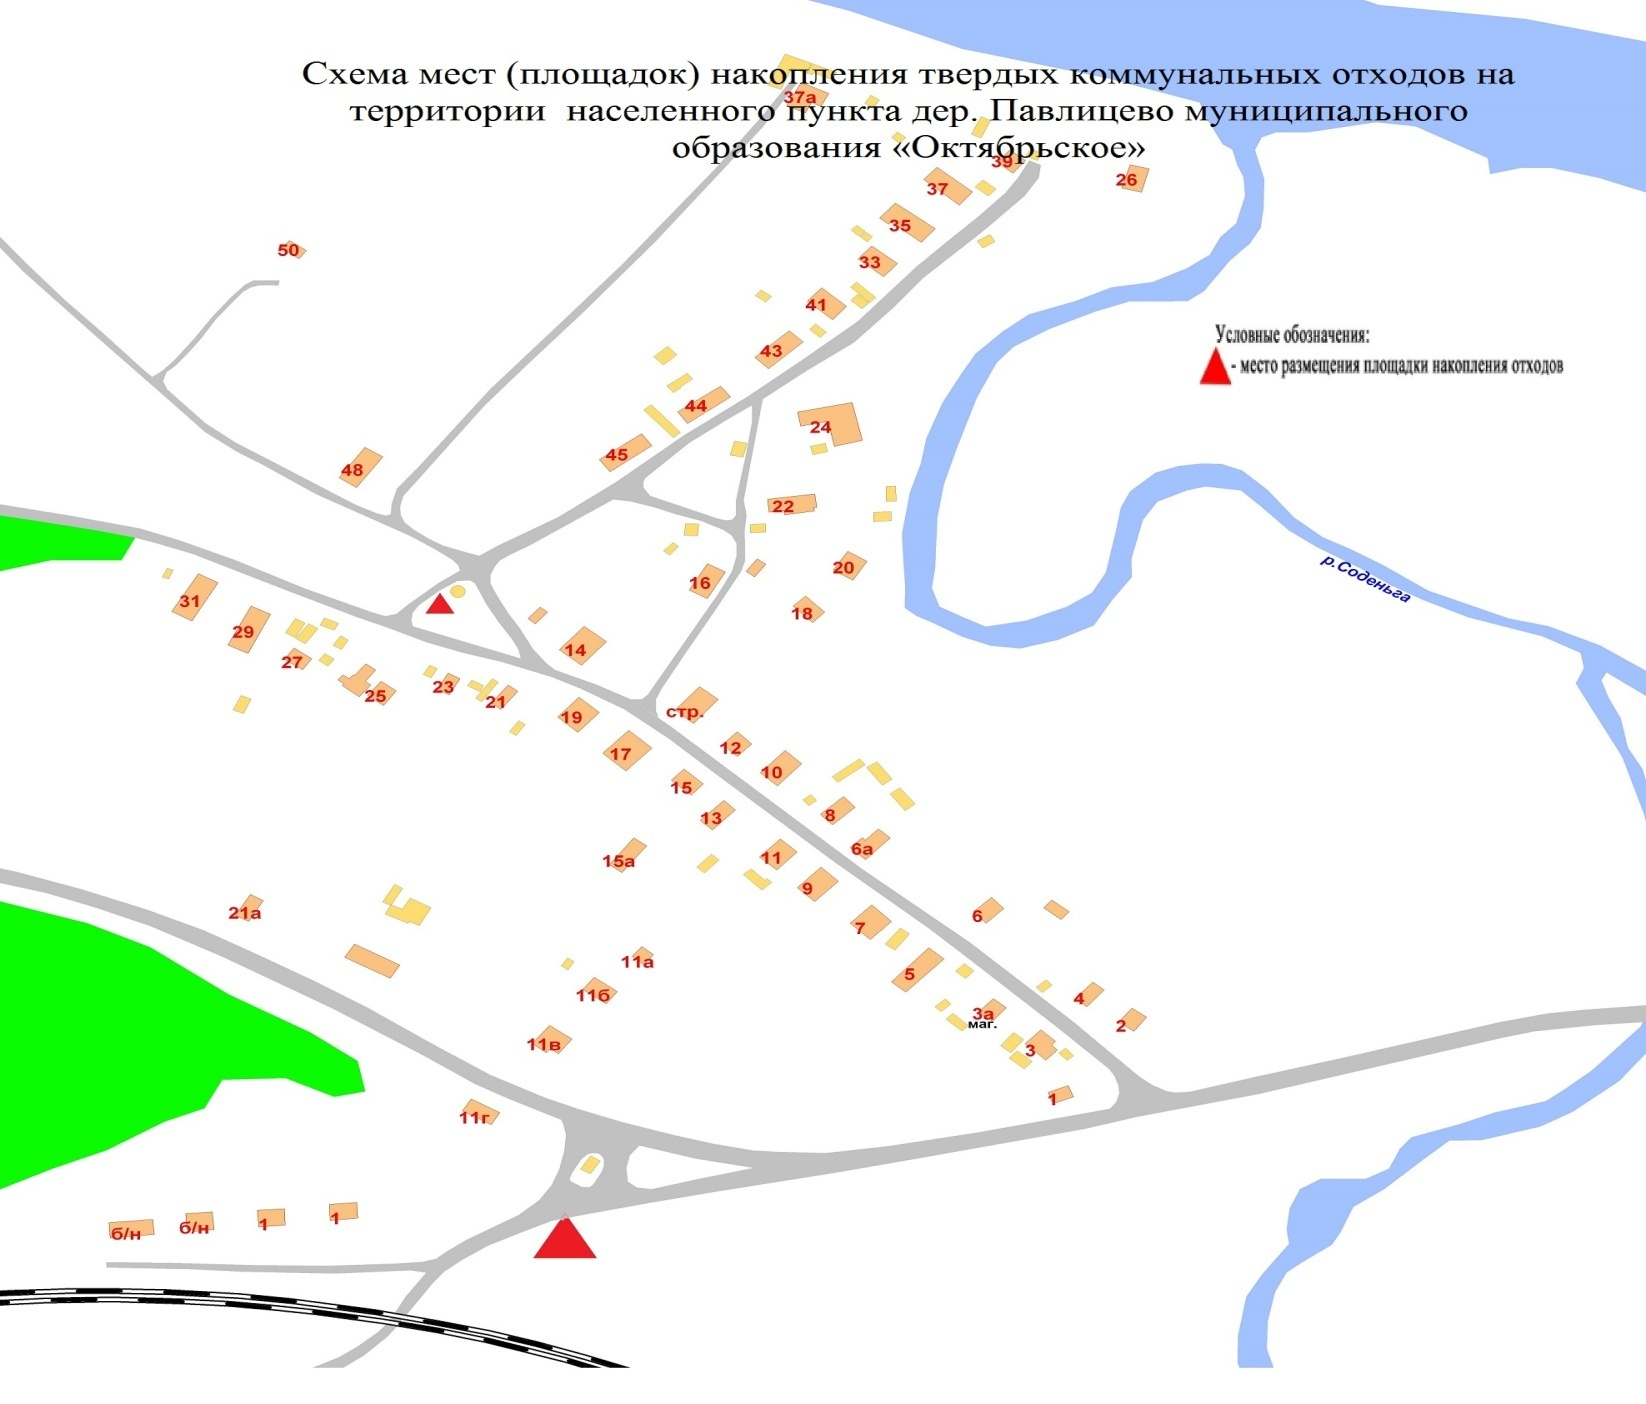 Схема мест (площадок) накопления твердых коммунальных отходов на
территории населенного пункта дер. Павлицево муниципального
образования «Октябрьское»
37а
39
26
37
35
50
33
41
Условные обозначения:
- место размещения площадки накопления отходов
43
44
24
45
48
22
р.Соденьга
20
16
31
18
29
14
27
23
25
21
стр.
19
12
17
10
15
8
13
6а
11
15а
9
21а
6
7
11а
5
11б
4
3а
маг.
2
11в
3
1
11г
б/н
б/н
1
1